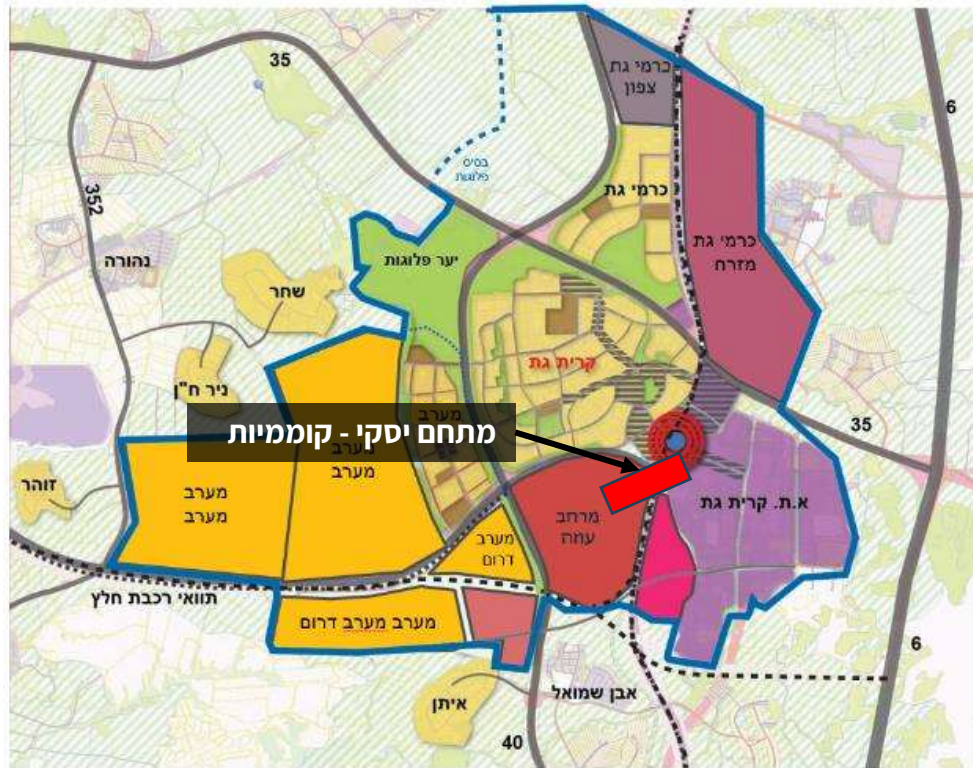 35
כרמי גת
צפון
6
בסיס
פלוגות
כרמי גת
352
כרמי גת
מזרח
נהורה
יער פלוגות
שחר
קרית גת
ניר ח"ן
מערב
35
מתחם יסקי - קוממיות
מערב
מערב
זוהר
מערב
מערב
א.ת. קרית גת
מרחב
עוזה
מערב
דרום
תוואי רכבת חלץ
מערב מערב דרום
6
אבן שמואל
איתן
40